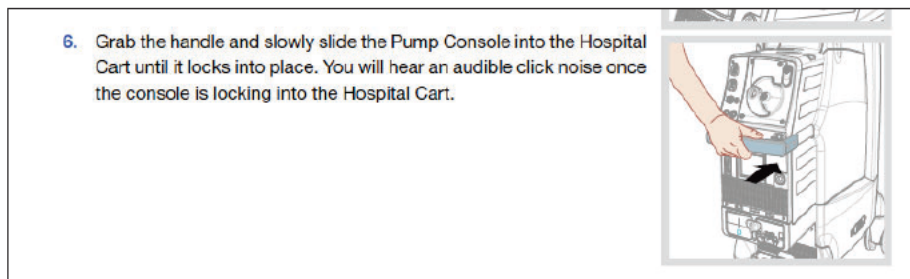 6. Grab the handle and slowly slide the Pump Console into the Hospital
Cart until it locks into place. You will hear an audible click noise once
the console is locking into the Hospital Cart.